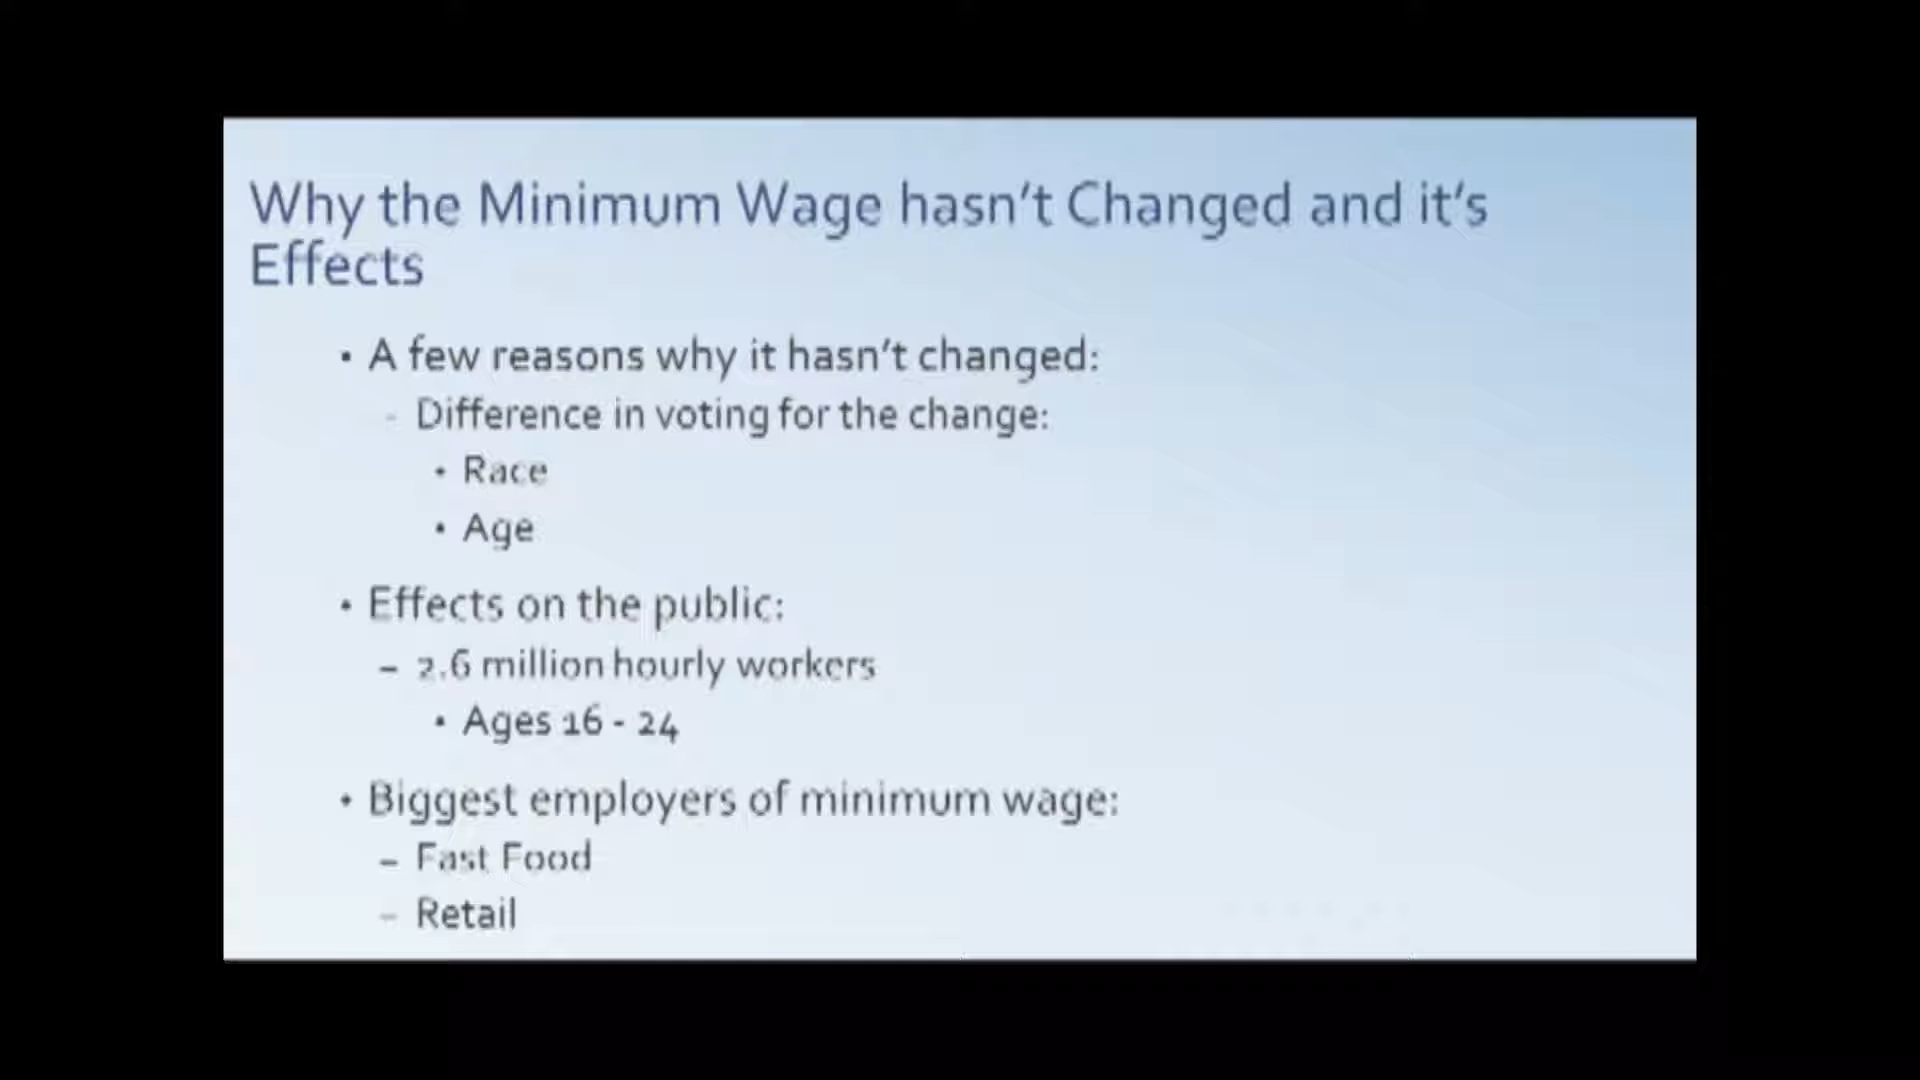 Why the Minimum Wage hasn't Changed and it's
Effects
• A few reasons why it hasn't changed:
- Difference in voting for the change:
• Race
• Age
• Effects on the public:
– 2.6 million hourly workers
• Ages 16 - 24
• Biggest employers of minimum wage:
– Fast Food
– Retail